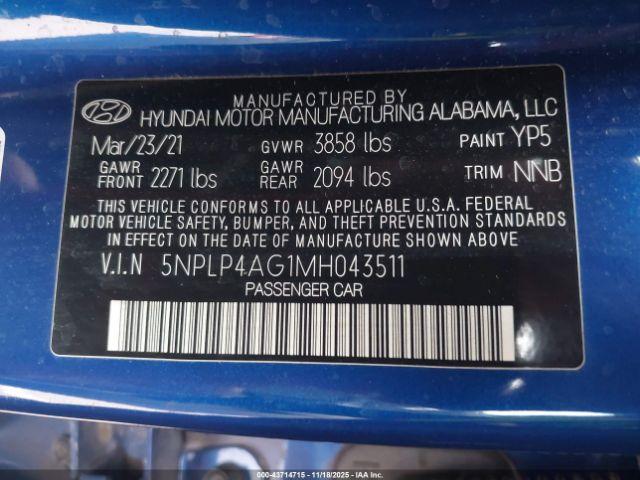 MANUFACTURED BY
HYUNDAI MOTOR MANUFACTURING ALABAMA, LLC
Mar/23/21 GVWR 3858 lbs PAINT YP5
GAWR FRONT 2271 lbs GAWR REAR 2094 lbs TRIM NNB
THIS VEHICLE CONFORMS TO ALL APPLICABLE U.S.A. FEDERAL
MOTOR VEHICLE SAFETY, BUMPER, AND THEFT PREVENTION STANDARDS
IN EFFECT ON THE DATE OF MANUFACTURE SHOWN ABOVE.
V.I.N 5NPLP4AG1MH043511
PASSENGER CAR
000-43714715 - 11/18/2025 - IAA Inc.